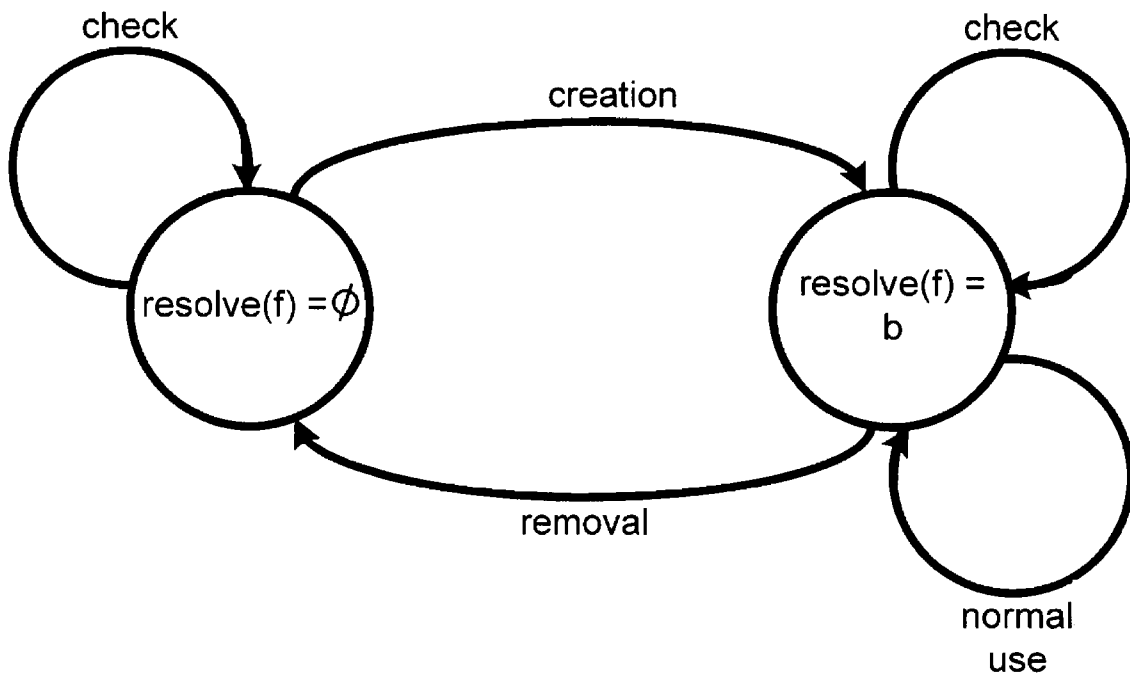 check
check
creation
resolve(f) =∅
resolve(f) =
b
removal
normal
use